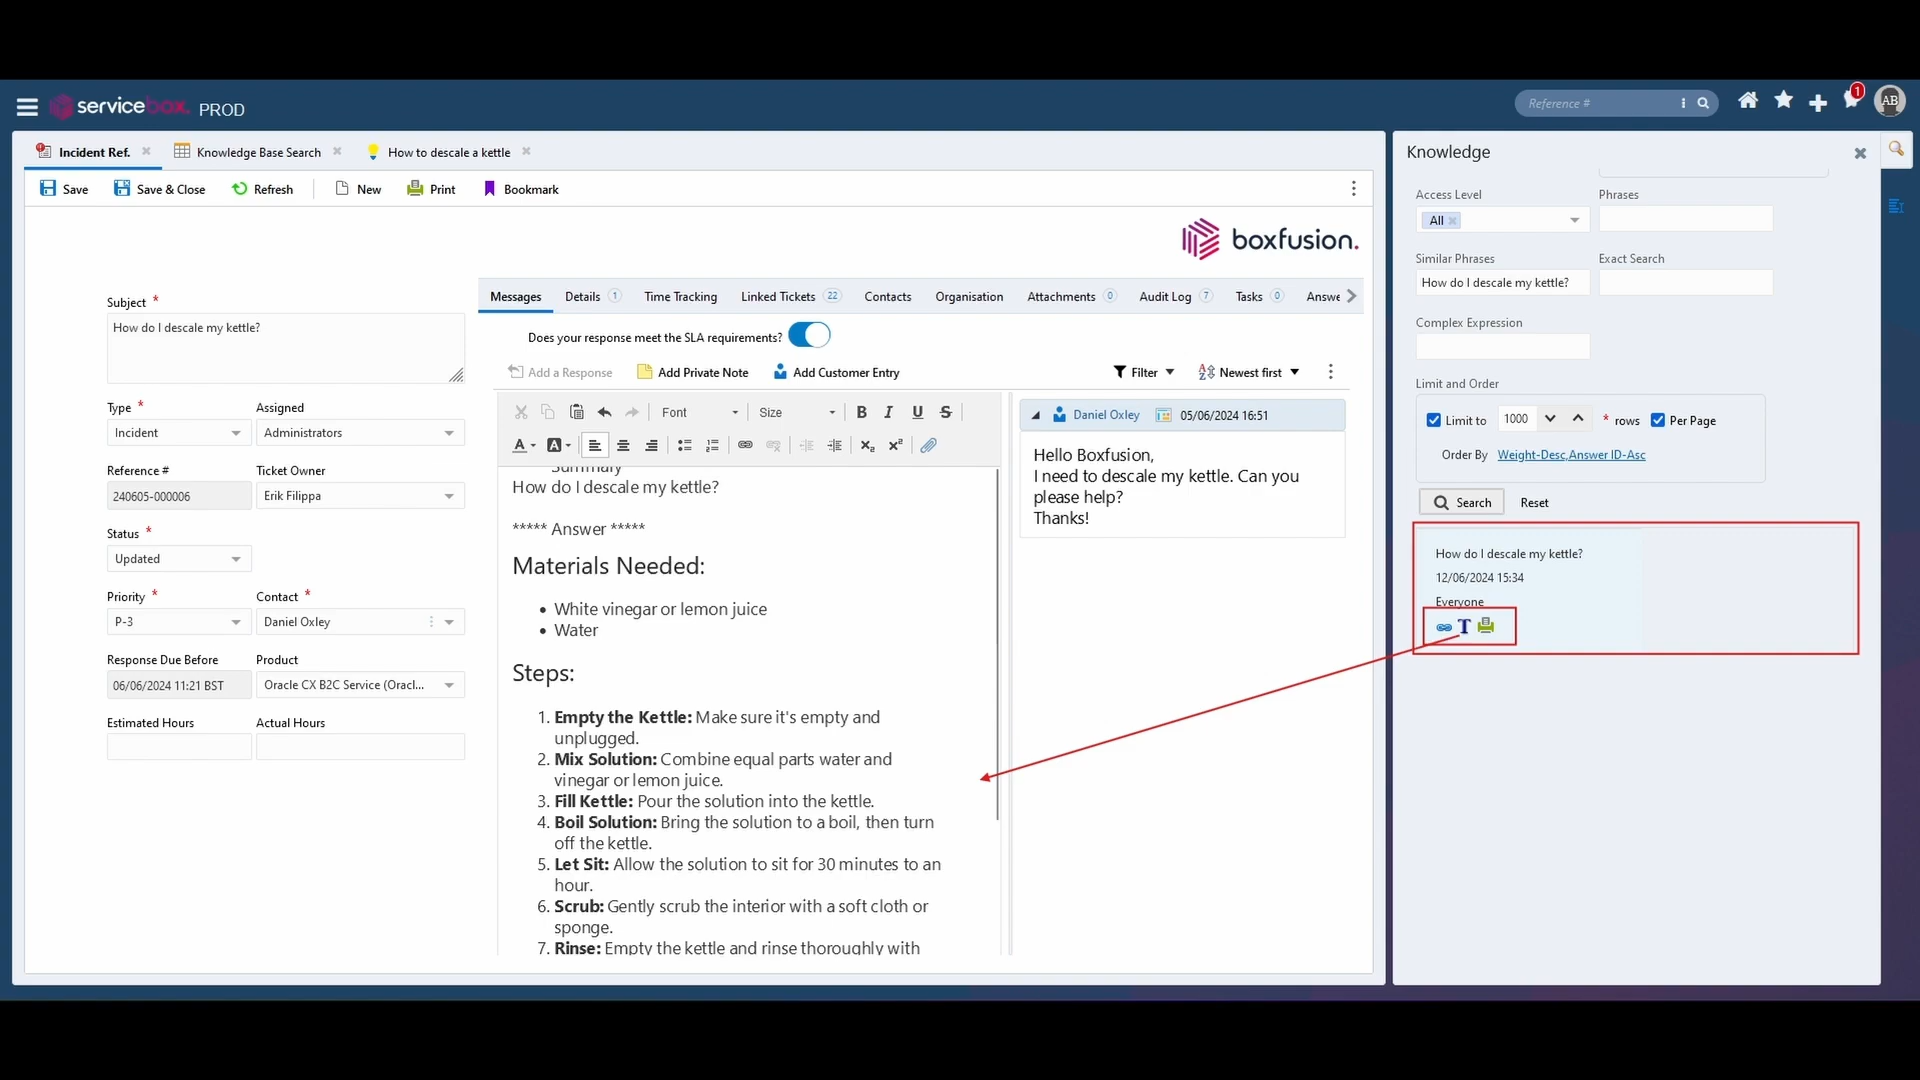 servicebox. PROD
Reference #
1
AB
Incident Ref.
Knowledge Base Search
How to descale a kettle
Save
Save & Close
Refresh
New
Print
Bookmark
boxfusion.
Subject *
How do I descale my kettle?
Type *
Assigned
Incident
Administrators
Reference #
Ticket Owner
240605-000006
Erik Filippa
Status *
Updated
Priority *
Contact *
P-3
Daniel Oxley
Response Due Before
Product
06/06/2024 11:21 BST
Oracle CX B2C Service (Oracl...
Estimated Hours
Actual Hours
Messages
Details 1
Time Tracking
Linked Tickets 22
Contacts
Organisation
Attachments 0
Audit Log 7
Tasks 0
Answe
Does your response meet the SLA requirements?
Add a Response
Add Private Note
Add Customer Entry
Filter
Newest first
Font
Size
B I U S
A A
Summary
How do I descale my kettle?
***** Answer *****
Materials Needed:
• White vinegar or lemon juice
• Water
Steps:
1. Empty the Kettle: Make sure it's empty and
unplugged.
2. Mix Solution: Combine equal parts water and
vinegar or lemon juice.
3. Fill Kettle: Pour the solution into the kettle.
4. Boil Solution: Bring the solution to a boil, then turn
off the kettle.
5. Let Sit: Allow the solution to sit for 30 minutes to an
hour.
6. Scrub: Gently scrub the interior with a soft cloth or
sponge.
7. Rinse: Empty the kettle and rinse thoroughly with
Daniel Oxley
05/06/2024 16:51
Hello Boxfusion,
I need to descale my kettle. Can you
please help?
Thanks!
Knowledge
Access Level
Phrases
All
Similar Phrases
Exact Search
How do I descale my kettle?
Complex Expression
Limit and Order
Limit to 1000 * rows Per Page
Order By Weight-Desc,Answer ID-Asc
Search
Reset
How do I descale my kettle?
12/06/2024 15:34
Everyone
T